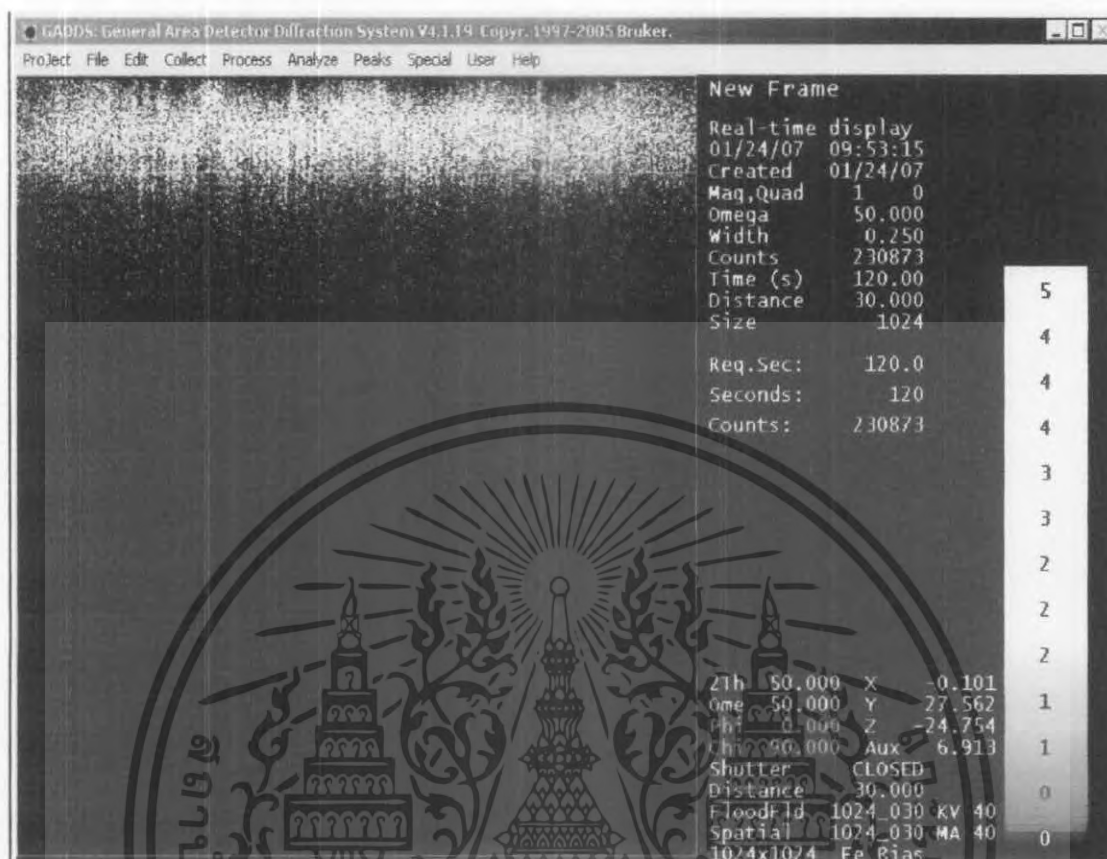 GADDS: General Area Detector Diffraction System V4.1.19 Copyr. 1997-2005 Bruker.
Project File Edit Collect Process Analyze Peaks Special User Help
New Frame
Real-time display
01/24/07 09:53:15
Created 01/24/07
Mag,Quad 1 0
Omega 50.000
Width 0.250
Counts 230873
Time (s) 120.00
Distance 30.000
Size 1024
Req.Sec: 120.0
Seconds: 120
Counts: 230873
2Th 50.000 X -0.101
Ome 50.000 Y 27.562
Phi 0.000 Z -24.754
Chi 90.000 Aux 6.913
Shutter CLOSED
Distance 30.000
FloodFld 1024_030 KV 40
Spatial 1024_030 MA 40
1024x1024
5
4
4
4
3
3
2
2
2
1
1
0
0